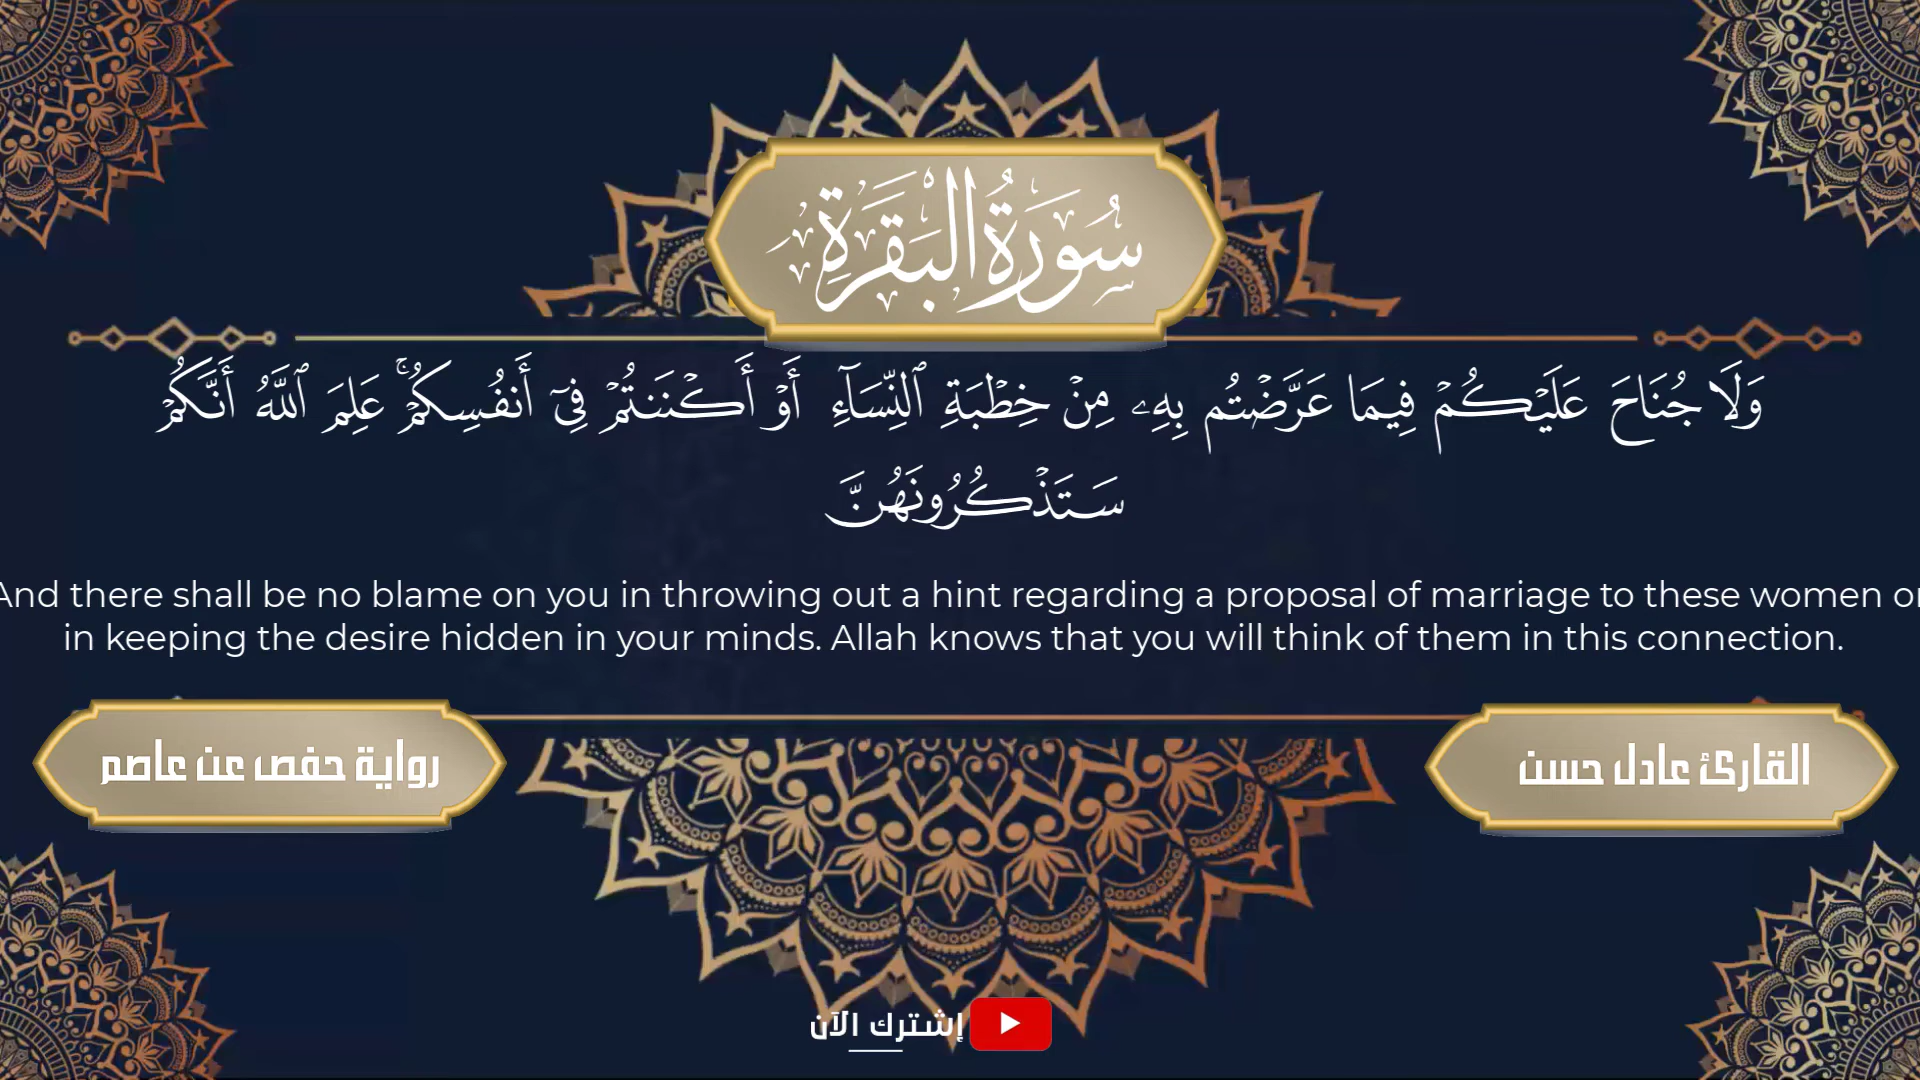 سُورَةُ البَقَرَةِ
وَلَا جُنَاحَ عَلَيْكُمْ فِيمَا عَرَّضْتُم بِهِۦ مِنْ خِطْبَةِ ٱلنِّسَآءِ أَوْ أَكْنَنتُمْ فِىٓ أَنفُسِكُمْ ۚ عَلِمَ ٱللَّهُ أَنَّكُمْ
سَتَذْكُرُونَهُنَّ
And there shall be no blame on you in throwing out a hint regarding a proposal of marriage to these women or
in keeping the desire hidden in your minds. Allah knows that you will think of them in this connection.
القارئ عادل حسن
رواية حفص عن عاصم
إشترك الآن